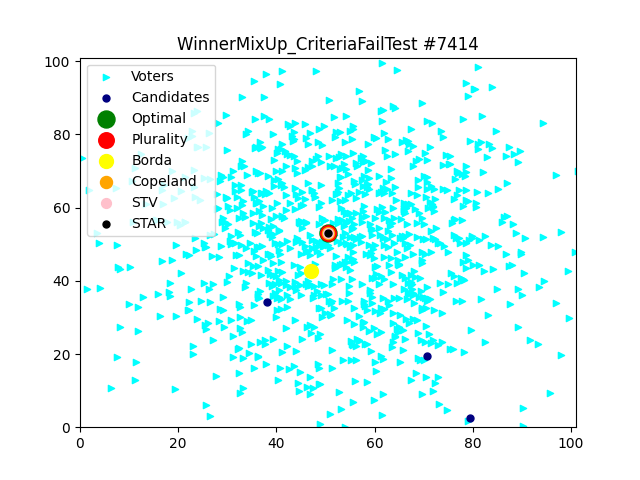 WinnerMixUp_CriteriaFailTest #7414
Voters
Candidates
Optimal
Plurality
Borda
Copeland
STV
STAR
100
80
60
40
20
0
0 20 40 60 80 100